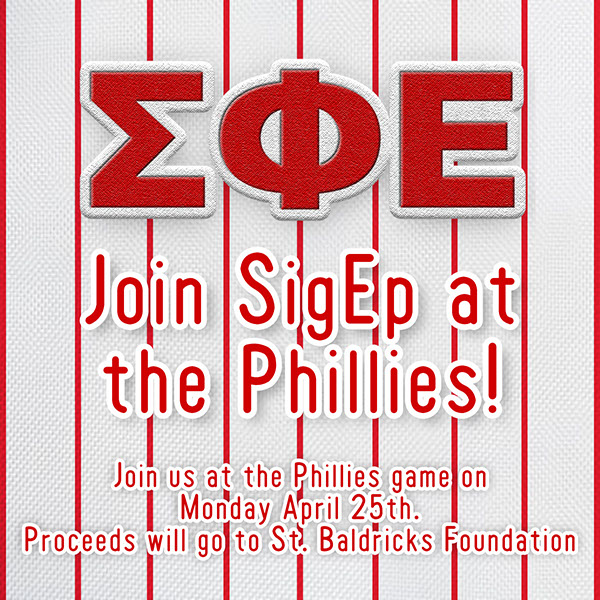 ΣΦΕ
Join SigEp at
the Phillies!
Join us at the Phillies game on
Monday April 25th.
Proceeds will go to St. Baldricks Foundation